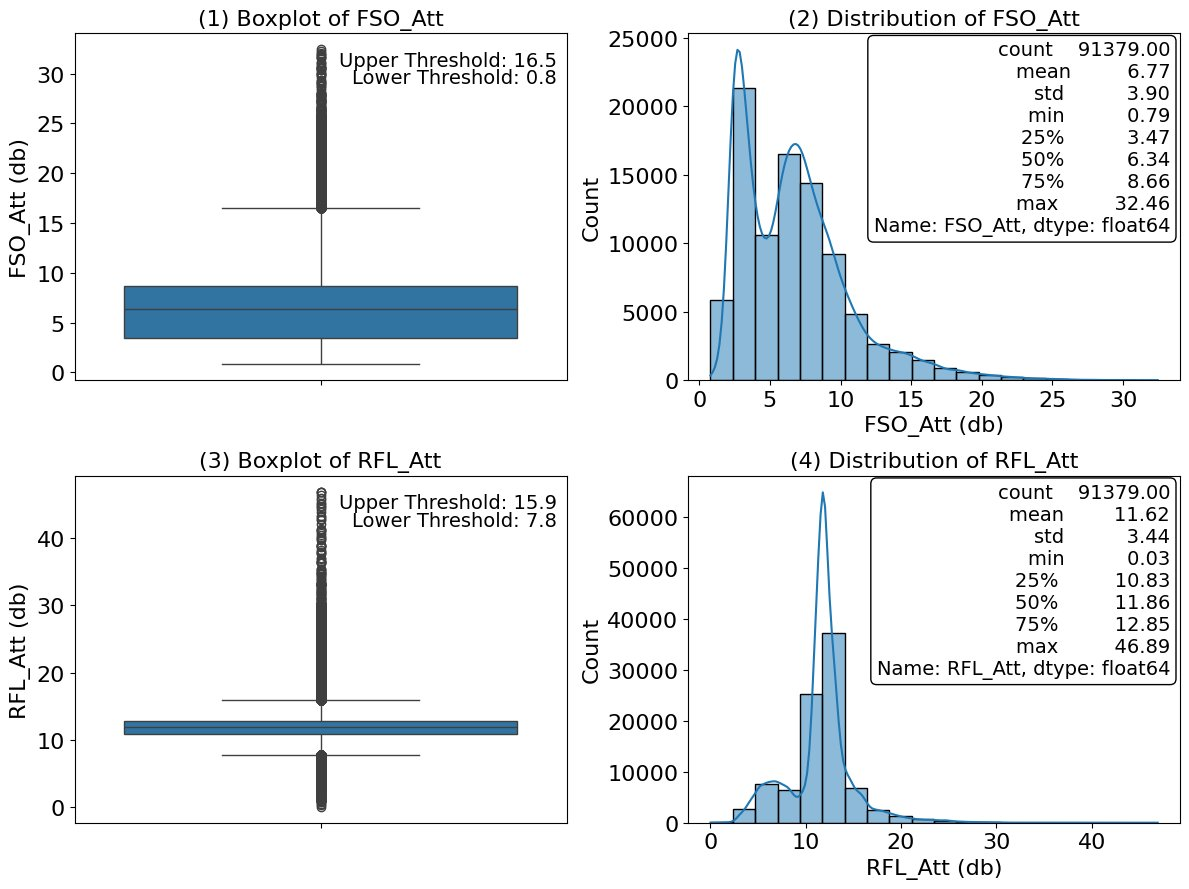 (1) Boxplot of FSO_Att
Upper Threshold: 16.5
Lower Threshold: 0.8
FSO_Att (db)
30
25
20
15
10
5
0
(2) Distribution of FSO_Att
count 91379.00
mean 6.77
std 3.90
min 0.79
25% 3.47
50% 6.34
75% 8.66
max 32.46
Name: FSO_Att, dtype: float64
Count
25000
20000
15000
10000
5000
0
0 5 10 15 20 25 30
FSO_Att (db)
(3) Boxplot of RFL_Att
Upper Threshold: 15.9
Lower Threshold: 7.8
RFL_Att (db)
40
30
20
10
0
(4) Distribution of RFL_Att
count 91379.00
mean 11.62
std 3.44
min 0.03
25% 10.83
50% 11.86
75% 12.85
max 46.89
Name: RFL_Att, dtype: float64
Count
60000
50000
40000
30000
20000
10000
0
0 10 20 30 40
RFL_Att (db)